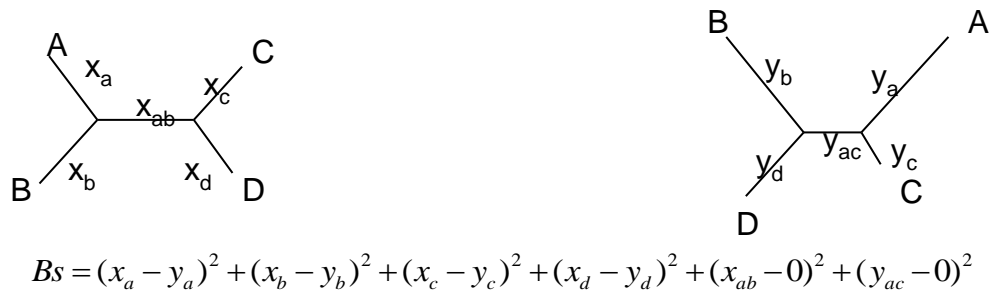 A
x_a
C
x_c
x_ab
B
x_b
x_d
D
B
A
y_b
y_a
y_ac
y_d
y_c
C
D
Bs = (x_a − y_a)² + (x_b − y_b)² + (x_c − y_c)² + (x_d − y_d)² + (x_ab − 0)² + (y_ac − 0)²